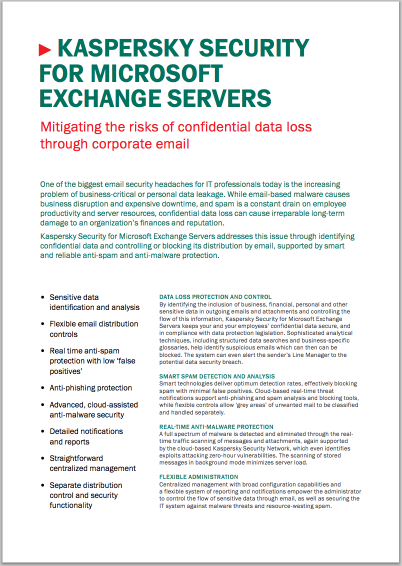 ► KASPERSKY SECURITY
FOR MICROSOFT
EXCHANGE SERVERS
Mitigating the risks of confidential data loss
through corporate email
One of the biggest email security headaches for IT professionals today is the increasing
problem of business-critical or personal data leakage. While email-based malware causes
business disruption and expensive downtime, and spam is a constant drain on employee
productivity and server resources, confidential data loss can cause irreparable long-term
damage to an organization's finances and reputation.
Kaspersky Security for Microsoft Exchange Servers addresses this issue through identifying
confidential data and controlling or blocking its distribution by email, supported by smart
and reliable anti-spam and anti-malware protection.
• Sensitive data
identification and analysis
• Flexible email distribution
controls
• Real time anti-spam
protection with low 'false
positives'
• Anti-phishing protection
• Advanced, cloud-assisted
anti-malware security
• Detailed notifications
and reports
• Straightforward
centralized management
• Separate distribution
control and security
functionality
DATA LOSS PROTECTION AND CONTROL
By identifying the inclusion of business, financial, personal and other
sensitive data in outgoing emails and attachments and controlling the
flow of this information, Kaspersky Security for Microsoft Exchange
Servers keeps your and your employees' confidential data secure, and
in compliance with data protection legislation. Sophisticated analytical
techniques, including structured data searches and business-specific
glossaries, help identify suspicious emails which can then can be
blocked. The system can even alert the sender's Line Manager to the
potential data security breach.
SMART SPAM DETECTION AND ANALYSIS
Smart technologies deliver optimum detection rates, effectively blocking
spam with minimal false positives. Cloud-based real-time threat
notifications support anti-phishing and spam analysis and blocking tools,
while flexible controls allow 'grey areas' of unwanted mail to be classified
and handled separately.
REAL-TIME ANTI-MALWARE PROTECTION
A full spectrum of malware is detected and eliminated through the real-
time traffic scanning of messages and attachments, again supported
by the cloud-based Kaspersky Security Network, which even identifies
exploits attacking zero-hour vulnerabilities. The scanning of stored
messages in background mode minimizes server load.
FLEXIBLE ADMINISTRATION
Centralized management with broad configuration capabilities and
a flexible system of reporting and notifications empower the administrator
to control the flow of sensitive data through email, as well as securing the
IT system against malware threats and resource-wasting spam.